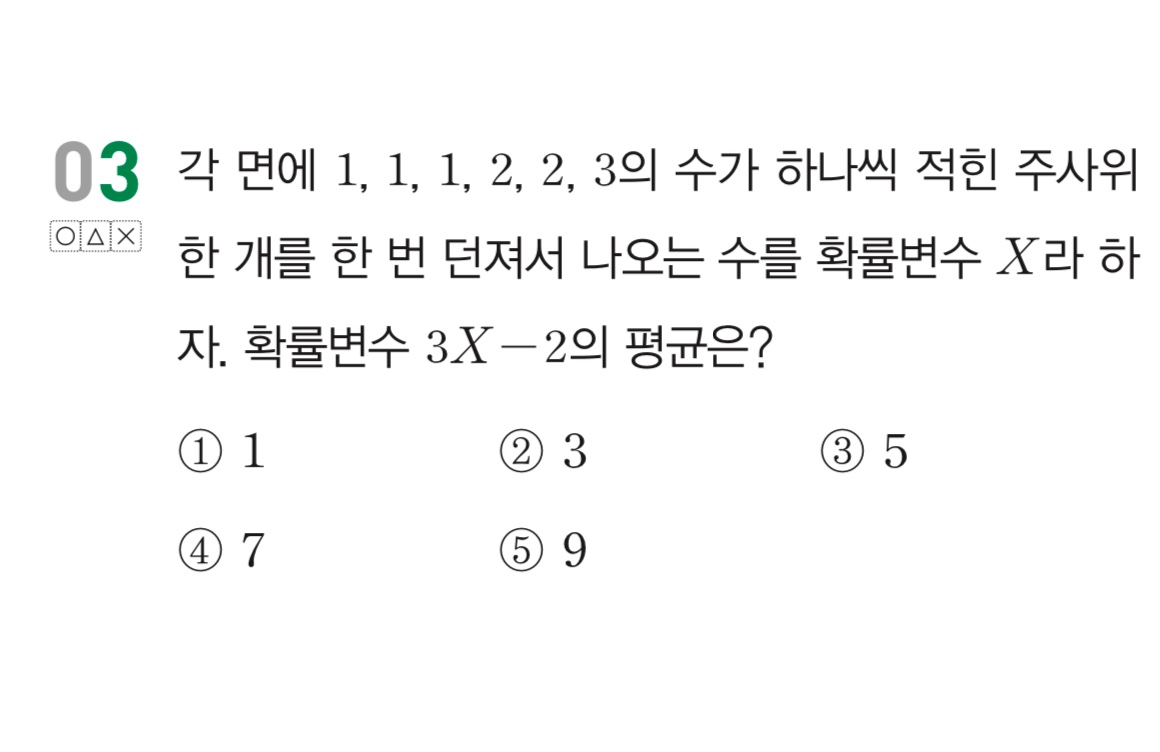 03 각 면에 1, 1, 1, 2, 2, 3의 수가 하나씩 적힌 주사위
○△× 한 개를 한 번 던져서 나오는 수를 확률변수 X라 하
자. 확률변수 3X-2의 평균은?
① 1 ② 3 ③ 5
④ 7 ⑤ 9